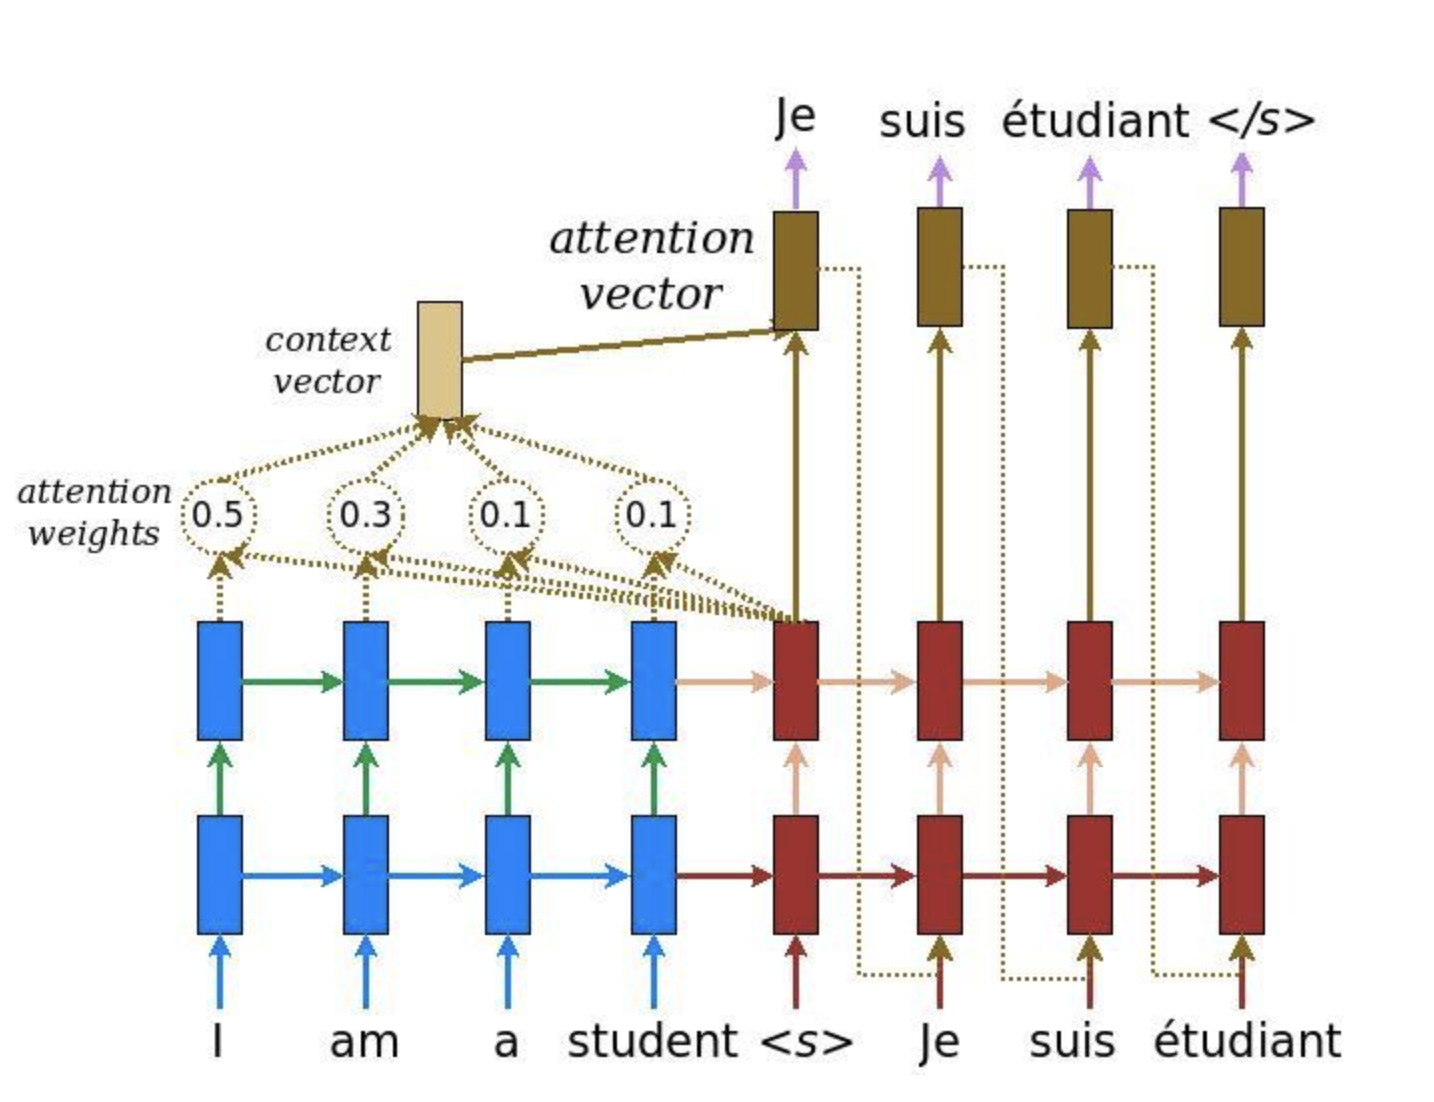 Je suis étudiant </s>
attention
vector
context
vector
attention
weights
0.5 0.3 0.1 0.1
I am a student <s> Je suis étudiant